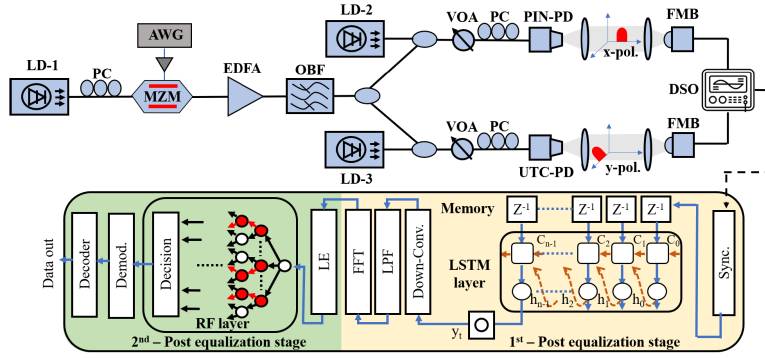 LD-1
PC
AWG
MZM
EDFA
OBF
LD-2
LD-3
VOA
PC
PIN-PD
x-pol.
FMB
DSO
VOA
PC
UTC-PD
y-pol.
FMB
Memory
Z-1
Z-1
Z-1
Z-1
Cn-1
C2
C1
C0
LSTM
layer
hn-1
h2
h1
h0
yt
Sync.
Down-Conv.
LPF
FFT
LE
RF layer
Decision
Demod.
Decoder
Data out
2nd – Post equalization stage
1st – Post equalization stage